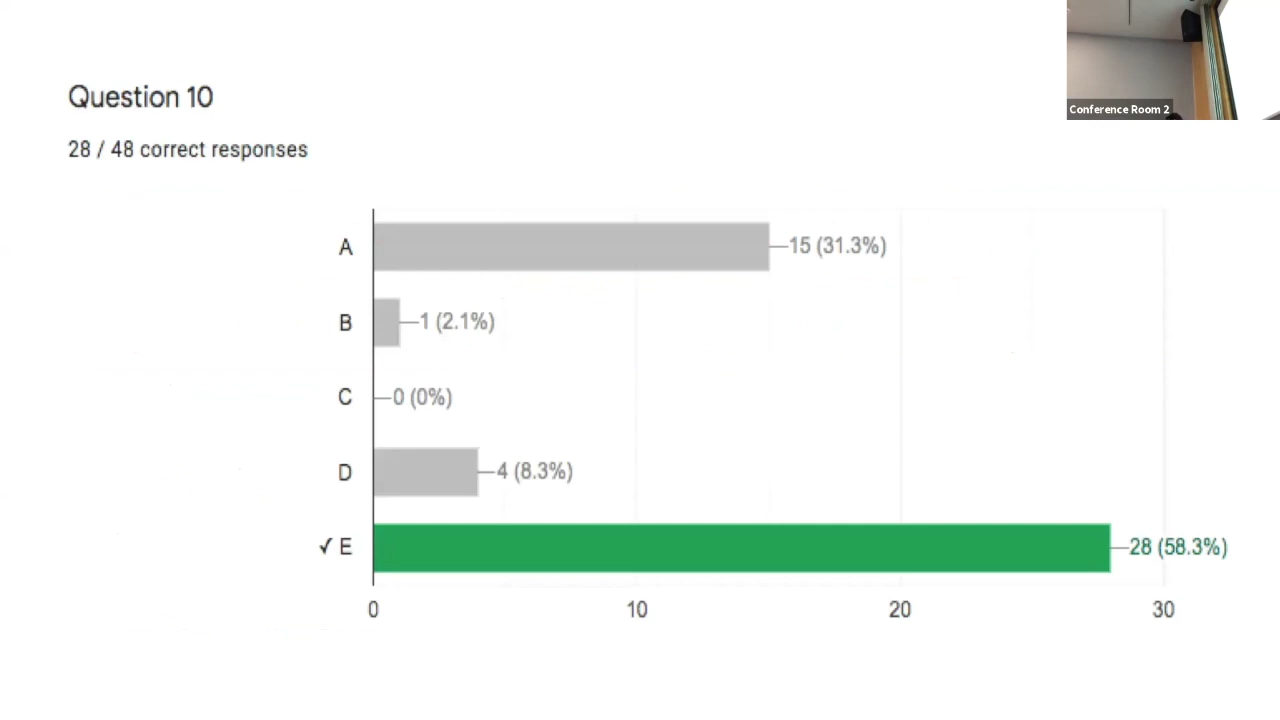 Question 10
28 / 48 correct responses
Conference Room 2
A 15 (31.3%)
B 1 (2.1%)
C 0 (0%)
D 4 (8.3%)
✓ E 28 (58.3%)
0 10 20 30